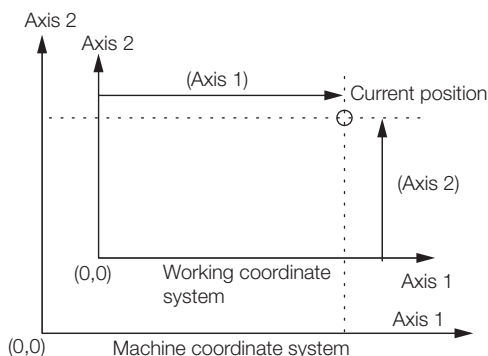 Axis 2
Axis 2
(Axis 1)
Current position
(Axis 2)
(0,0)
Working coordinate
system
Axis 1
Axis 1
(0,0)
Machine coordinate system